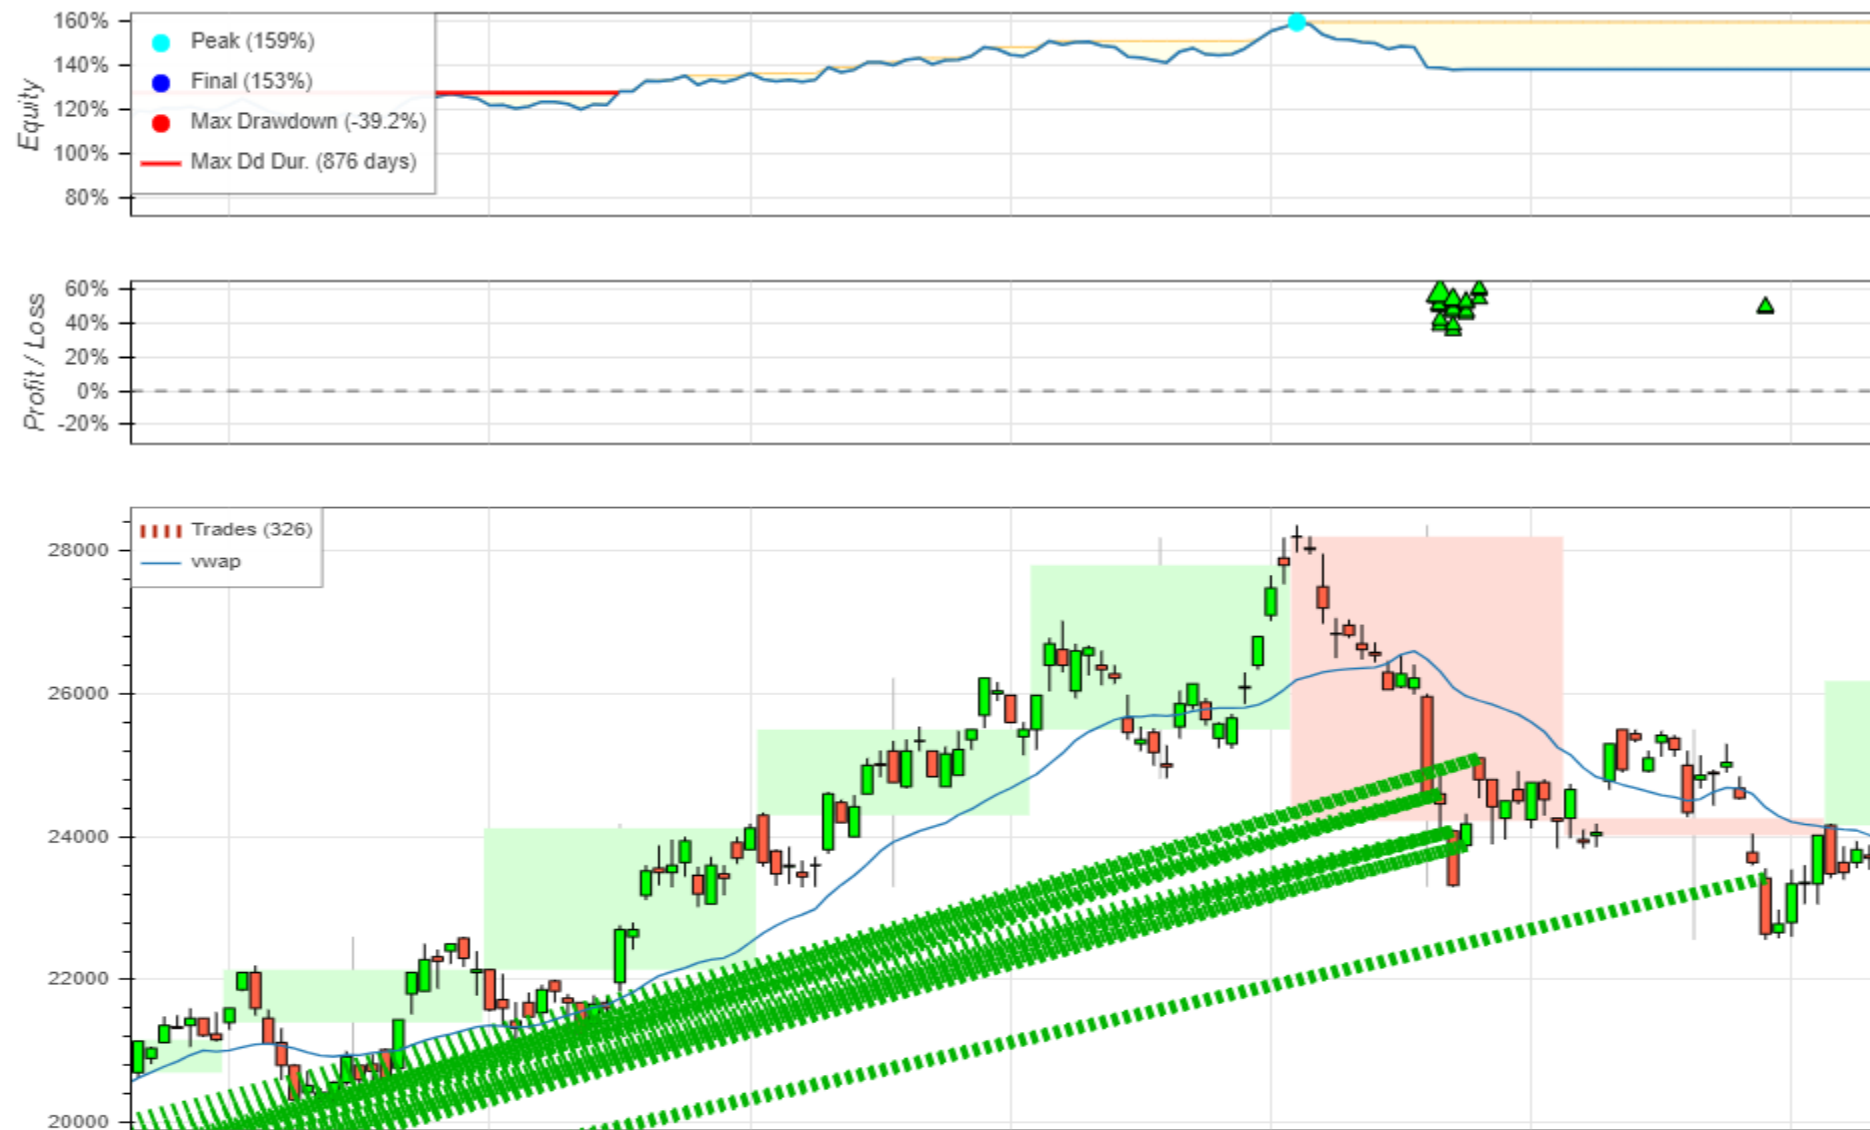 160%
140%
120%
100%
80%
Equity
Peak (159%)
Final (153%)
Max Drawdown (-39.2%)
Max Dd Dur. (876 days)
60%
40%
20%
0%
-20%
Profit / Loss
Trades (326)
vwap
28000
26000
24000
22000
20000